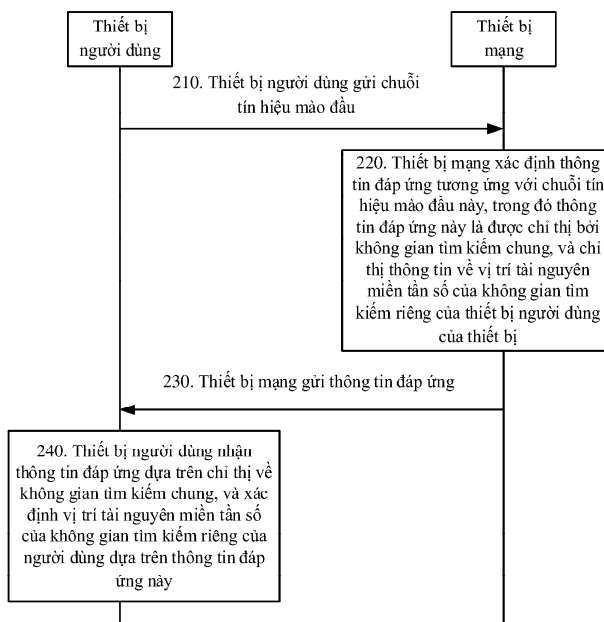 Thiết bị
người dùng
Thiết bị
mạng
210. Thiết bị người dùng gửi chuỗi
tín hiệu mào đầu
220. Thiết bị mạng xác định thông
tin đáp ứng tương ứng với chuỗi tín
hiệu mào đầu này, trong đó thông
tin đáp ứng này là được chỉ thị bởi
không gian tìm kiếm chung, và chỉ
thị thông tin về vị trí tài nguyên
miền tần số của không gian tìm
kiếm riêng của thiết bị người dùng
của thiết bị
230. Thiết bị mạng gửi thông tin đáp ứng
240. Thiết bị người dùng nhận
thông tin đáp ứng dựa trên chỉ thị về
không gian tìm kiếm chung, và xác
định vị trí tài nguyên miền tần số
của không gian tìm kiếm riêng của
người dùng dựa trên thông tin đáp
ứng này